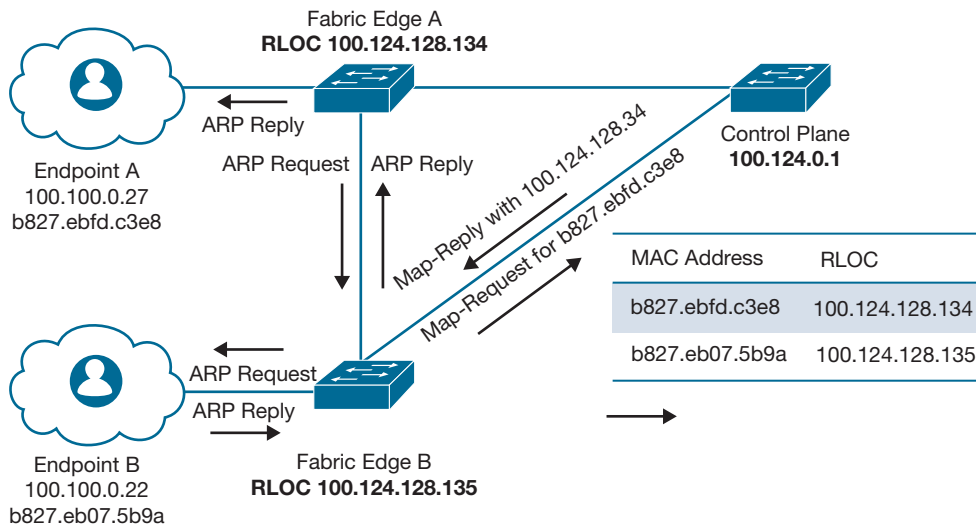 Fabric Edge A
RLOC 100.124.128.134
ARP Reply
Endpoint A
100.100.0.27
b827.ebfd.c3e8
ARP Request
ARP Reply
Map-Reply with 100.124.128.34
Map-Request for b827.ebfd.c3e8
Control Plane
100.124.0.1
MAC Address RLOC
b827.ebfd.c3e8 100.124.128.134
b827.eb07.5b9a 100.124.128.135
ARP Request
ARP Reply
Endpoint B
100.100.0.22
b827.eb07.5b9a
Fabric Edge B
RLOC 100.124.128.135